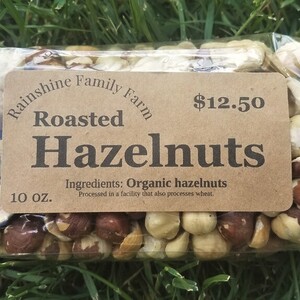 Rainshine Family Farm
$12.50
Roasted
Hazelnuts
Ingredients: Organic hazelnuts
Processed in a facility that also processes wheat.
10 oz.